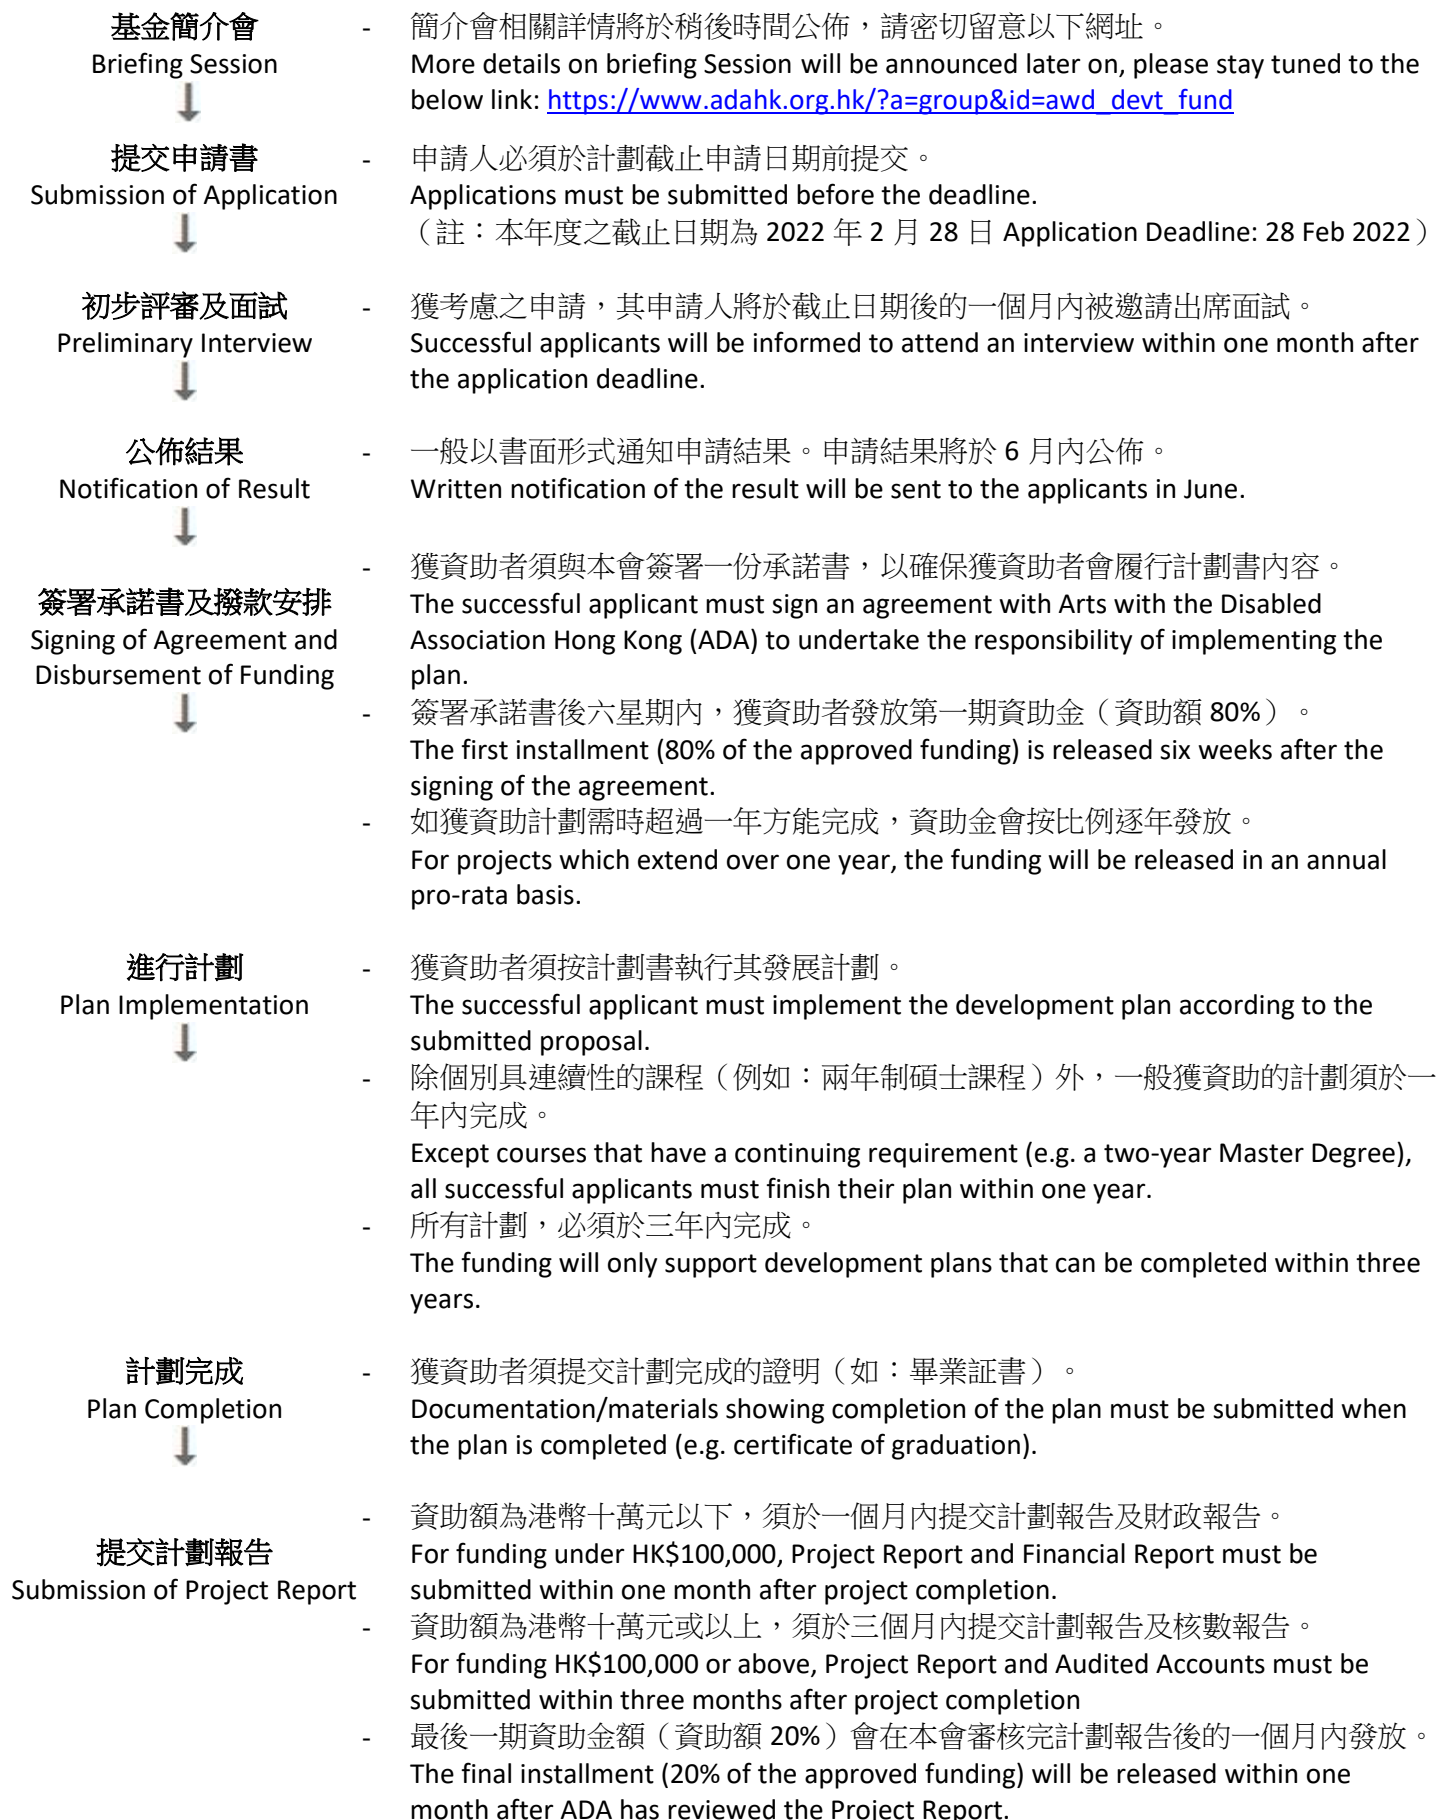 基金簡介會 - 簡介會相關詳情將於稍後時間公佈，請密切留意以下網址。
Briefing Session More details on briefing Session will be announced later on, please stay tuned to the
below link: https://www.adahk.org.hk/?a=group&id=awd_devt_fund
提交申請書 - 申請人必須於計劃截止申請日期前提交。
Submission of Application Applications must be submitted before the deadline.
（註：本年度之截止日期為 2022 年 2 月 28 日 Application Deadline: 28 Feb 2022）
初步評審及面試 - 獲考慮之申請，其申請人將於截止日期後的一個月內被邀請出席面試。
Preliminary Interview Successful applicants will be informed to attend an interview within one month after
the application deadline.
公佈結果 - 一般以書面形式通知申請結果。申請結果將於 6 月內公佈。
Notification of Result Written notification of the result will be sent to the applicants in June.
- 獲資助者須與本會簽署一份承諾書，以確保獲資助者會履行計劃書內容。
簽署承諾書及撥款安排 The successful applicant must sign an agreement with Arts with the Disabled
Signing of Agreement and Association Hong Kong (ADA) to undertake the responsibility of implementing the
Disbursement of Funding plan.
- 簽署承諾書後六星期內，獲資助者發放第一期資助金（資助額 80%）。
The first installment (80% of the approved funding) is released six weeks after the
signing of the agreement.
- 如獲資助計劃需時超過一年方能完成，資助金會按比例逐年發放。
For projects which extend over one year, the funding will be released in an annual
pro-rata basis.
進行計劃 - 獲資助者須按計劃書執行其發展計劃。
Plan Implementation The successful applicant must implement the development plan according to the
submitted proposal.
- 除個別具連續性的課程（例如：兩年制碩士課程）外，一般獲資助的計劃須於一
年內完成。
Except courses that have a continuing requirement (e.g. a two-year Master Degree),
all successful applicants must finish their plan within one year.
- 所有計劃，必須於三年內完成。
The funding will only support development plans that can be completed within three
years.
計劃完成 - 獲資助者須提交計劃完成的證明（如：畢業証書）。
Plan Completion Documentation/materials showing completion of the plan must be submitted when
the plan is completed (e.g. certificate of graduation).
- 資助額為港幣十萬元以下，須於一個月內提交計劃報告及財政報告。
提交計劃報告 For funding under HK$100,000, Project Report and Financial Report must be
Submission of Project Report submitted within one month after project completion.
- 資助額為港幣十萬元或以上，須於三個月內提交計劃報告及核數報告。
For funding HK$100,000 or above, Project Report and Audited Accounts must be
submitted within three months after project completion
- 最後一期資助金額（資助額 20%）會在本會審核完計劃報告後的一個月內發放。
The final installment (20% of the approved funding) will be released within one
month after ADA has reviewed the Project Report.